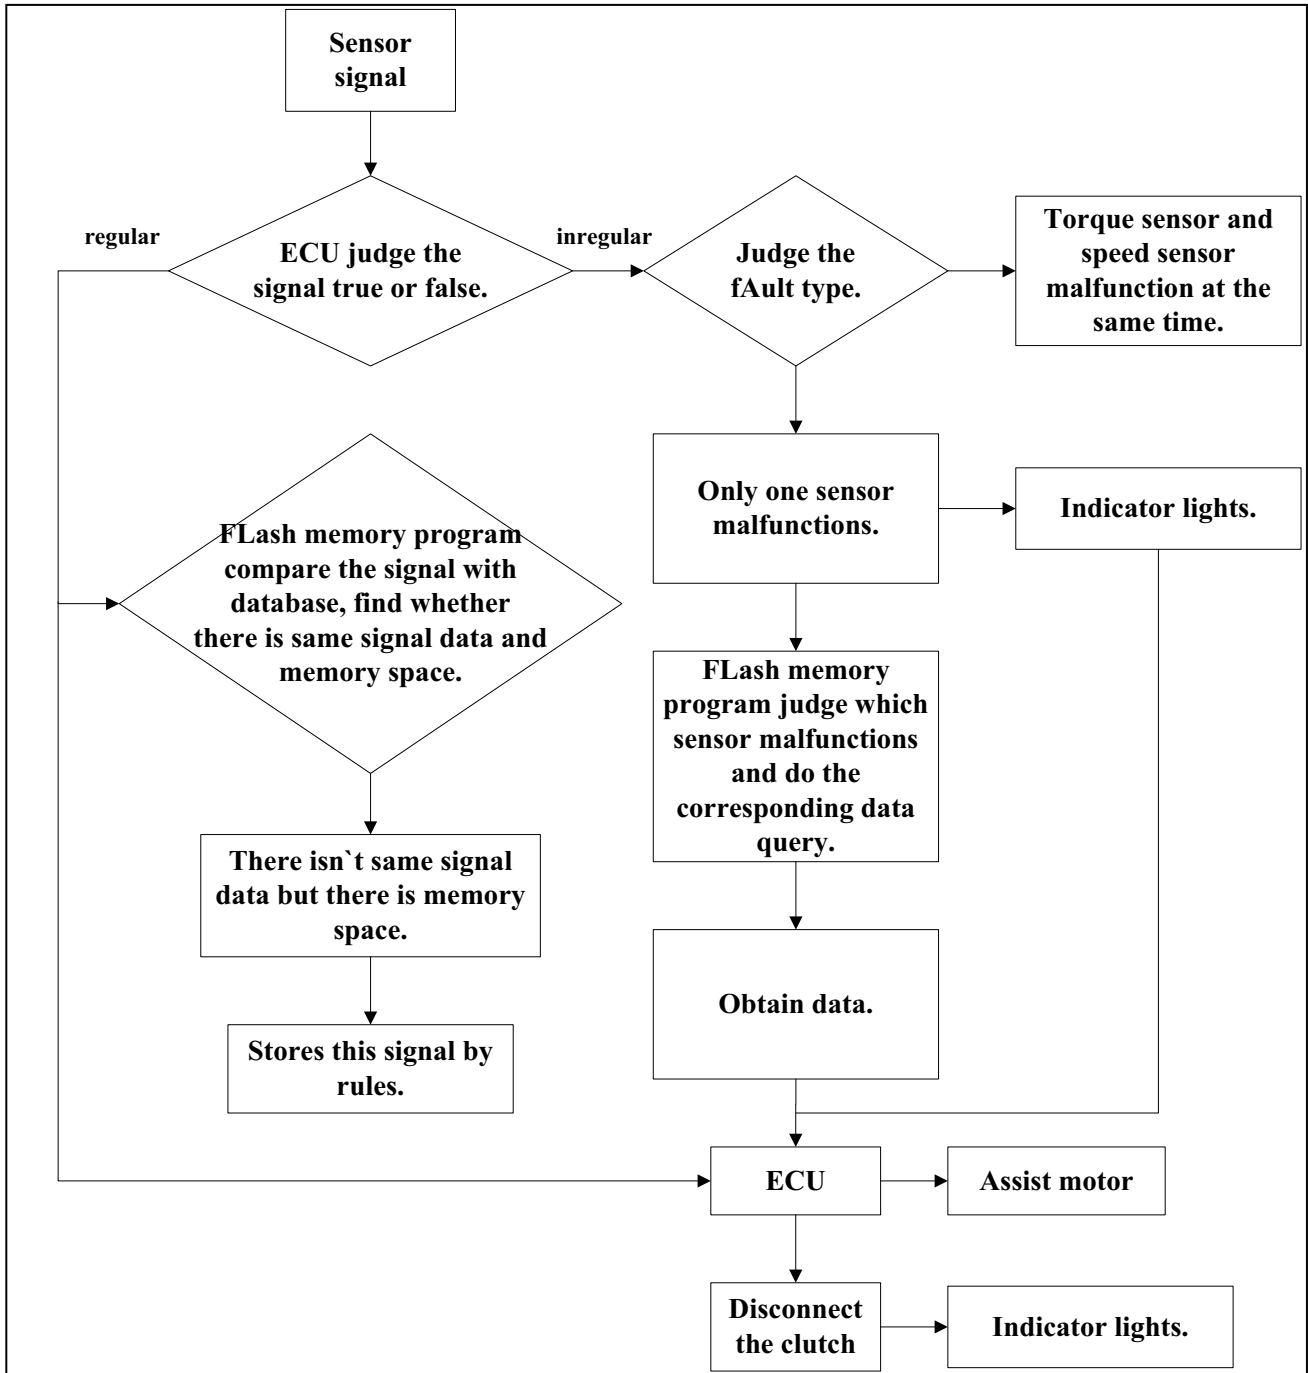 Sensor
signal
regular
ECU judge the
signal true or false.
inregular
Judge the
fAult type.
Torque sensor and
speed sensor
malfunction at the
same time.
FLash memory program
compare the signal with
database, find whether
there is same signal data and
memory space.
Only one sensor
malfunctions.
Indicator lights.
FLash memory
program judge which
sensor malfunctions
and do the
corresponding data
query.
There isn`t same signal
data but there is memory
space.
Obtain data.
Stores this signal by
rules.
ECU
Assist motor
Disconnect
the clutch
Indicator lights.